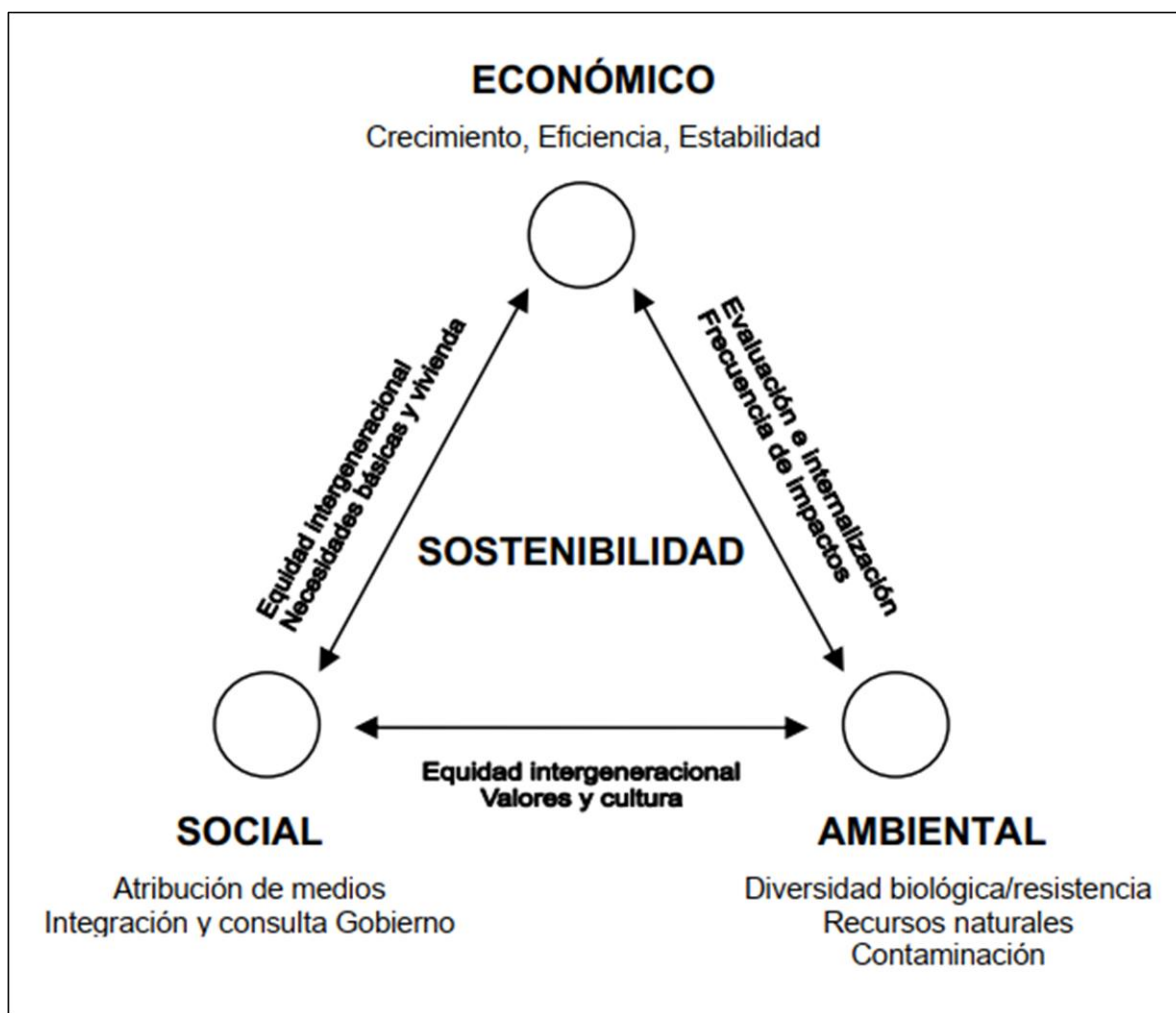 ECONÓMICO
Crecimiento, Eficiencia, Estabilidad
Equidad intergeneracional
Necesidades básicas y vivienda
Evaluación e internalización
Frecuencia de impactos
SOSTENIBILIDAD
Equidad intergeneracional
Valores y cultura
SOCIAL
Atribución de medios
Integración y consulta Gobierno
AMBIENTAL
Diversidad biológica/resistencia
Recursos naturales
Contaminación